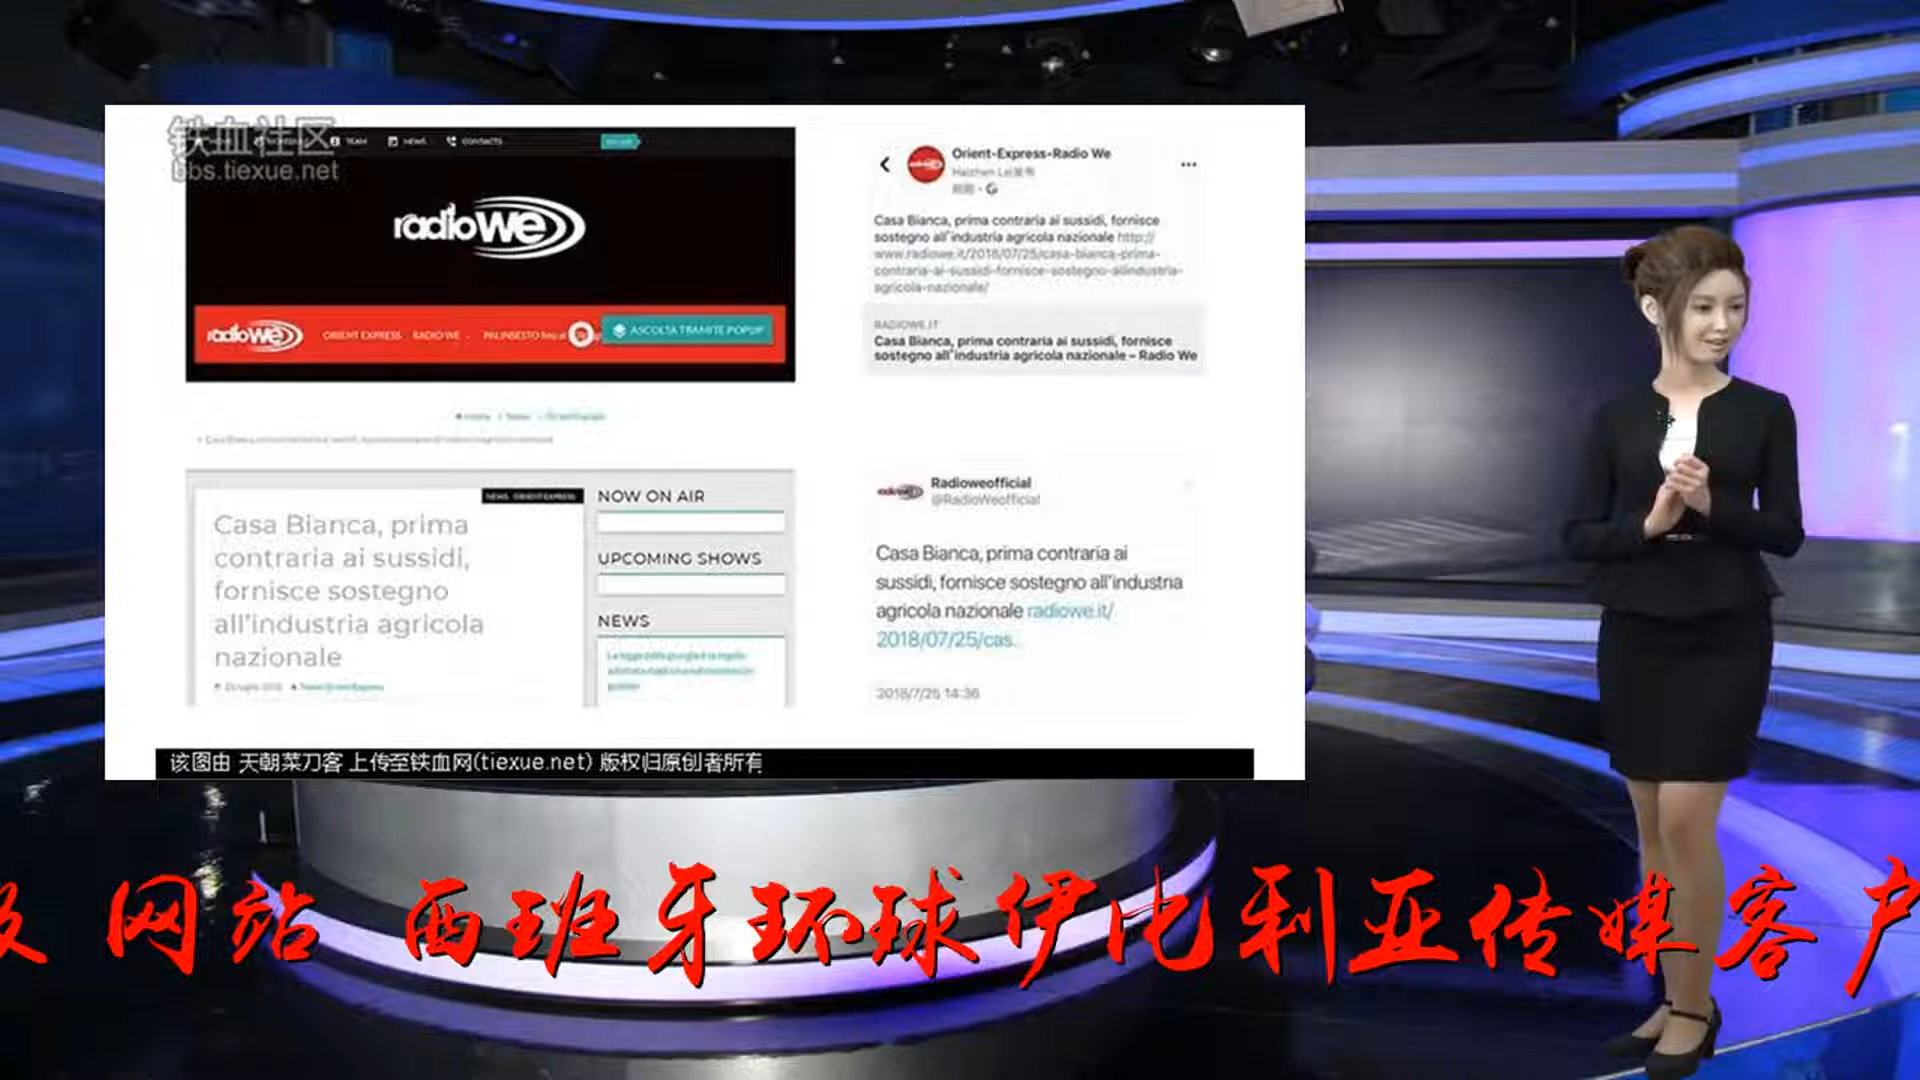 铁血社区
bbs.tiexue.net
TEAM
NEWS
CONTACTS
radioWE
radioWE
ORIENT EXPRESS
RADIO WE
PALINSESTO
ASCOLTA TRAMITE POPUP
NEWS ORIENT EXPRESS
Casa Bianca, prima
contraria ai sussidi,
fornisce sostegno
all'industria agricola
nazionale
NOW ON AIR
UPCOMING SHOWS
NEWS
Orient-Express-Radio We
Casa Bianca, prima contraria ai sussidi, fornisce
sostegno all'industria agricola nazionale http://
www.radiowe.it/2018/07/25/casa-bianca-prima-
contraria-ai-sussidi-fornisce-sostegno-allindustria-
agricola-nazionale/
RADIOWE.IT
Casa Bianca, prima contraria ai sussidi, fornisce
sostegno all'industria agricola nazionale – Radio We
Radioweofficial
@RadioWeofficial
Casa Bianca, prima contraria ai
sussidi, fornisce sostegno all'industria
agricola nazionale radiowe.it/
2018/07/25/cas...
2018/7/25 14:36
该图由 天朝菜刀客 上传至铁血网(tiexue.net) 版权归原创者所有
网站 西班牙环球伊比利亚传媒客户